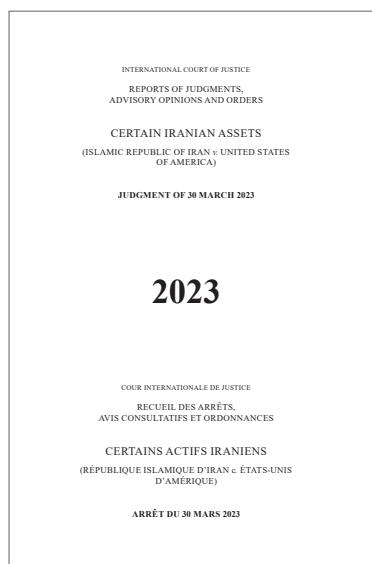 INTERNATIONAL COURT OF JUSTICE
REPORTS OF JUDGMENTS,
ADVISORY OPINIONS AND ORDERS
CERTAIN IRANIAN ASSETS
(ISLAMIC REPUBLIC OF IRAN v. UNITED STATES
OF AMERICA)
JUDGMENT OF 30 MARCH 2023
2023
COUR INTERNATIONALE DE JUSTICE
RECUEIL DES ARRÊTS,
AVIS CONSULTATIFS ET ORDONNANCES
CERTAINS ACTIFS IRANIENS
(RÉPUBLIQUE ISLAMIQUE D’IRAN c. ÉTATS-UNIS
D’AMÉRIQUE)
ARRÊT DU 30 MARS 2023